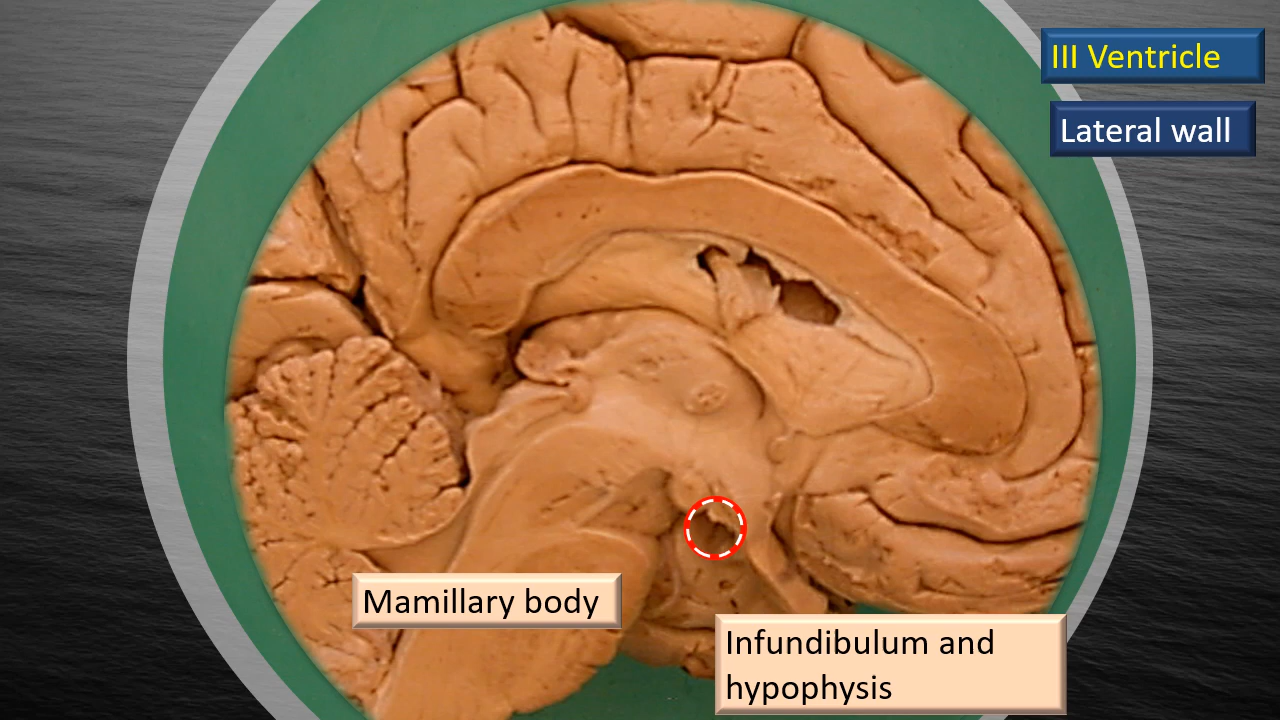 III Ventricle
Lateral wall
Mamillary body
Infundibulum and
hypophysis